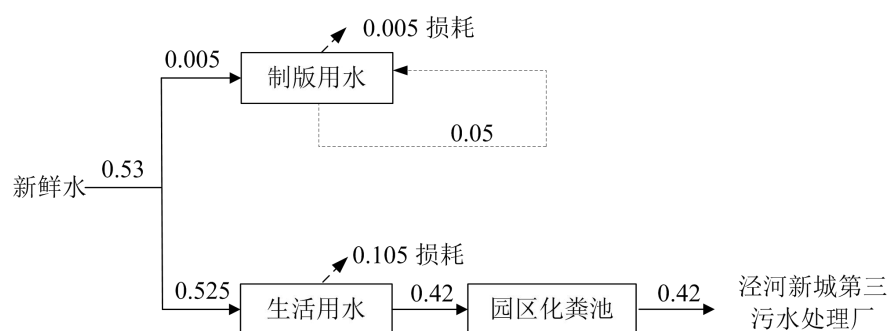 0.005 损耗
0.005
制版用水
0.05
0.53
新鲜水
0.105 损耗
0.525
生活用水
0.42
园区化粪池
0.42
泾河新城第三
污水处理厂